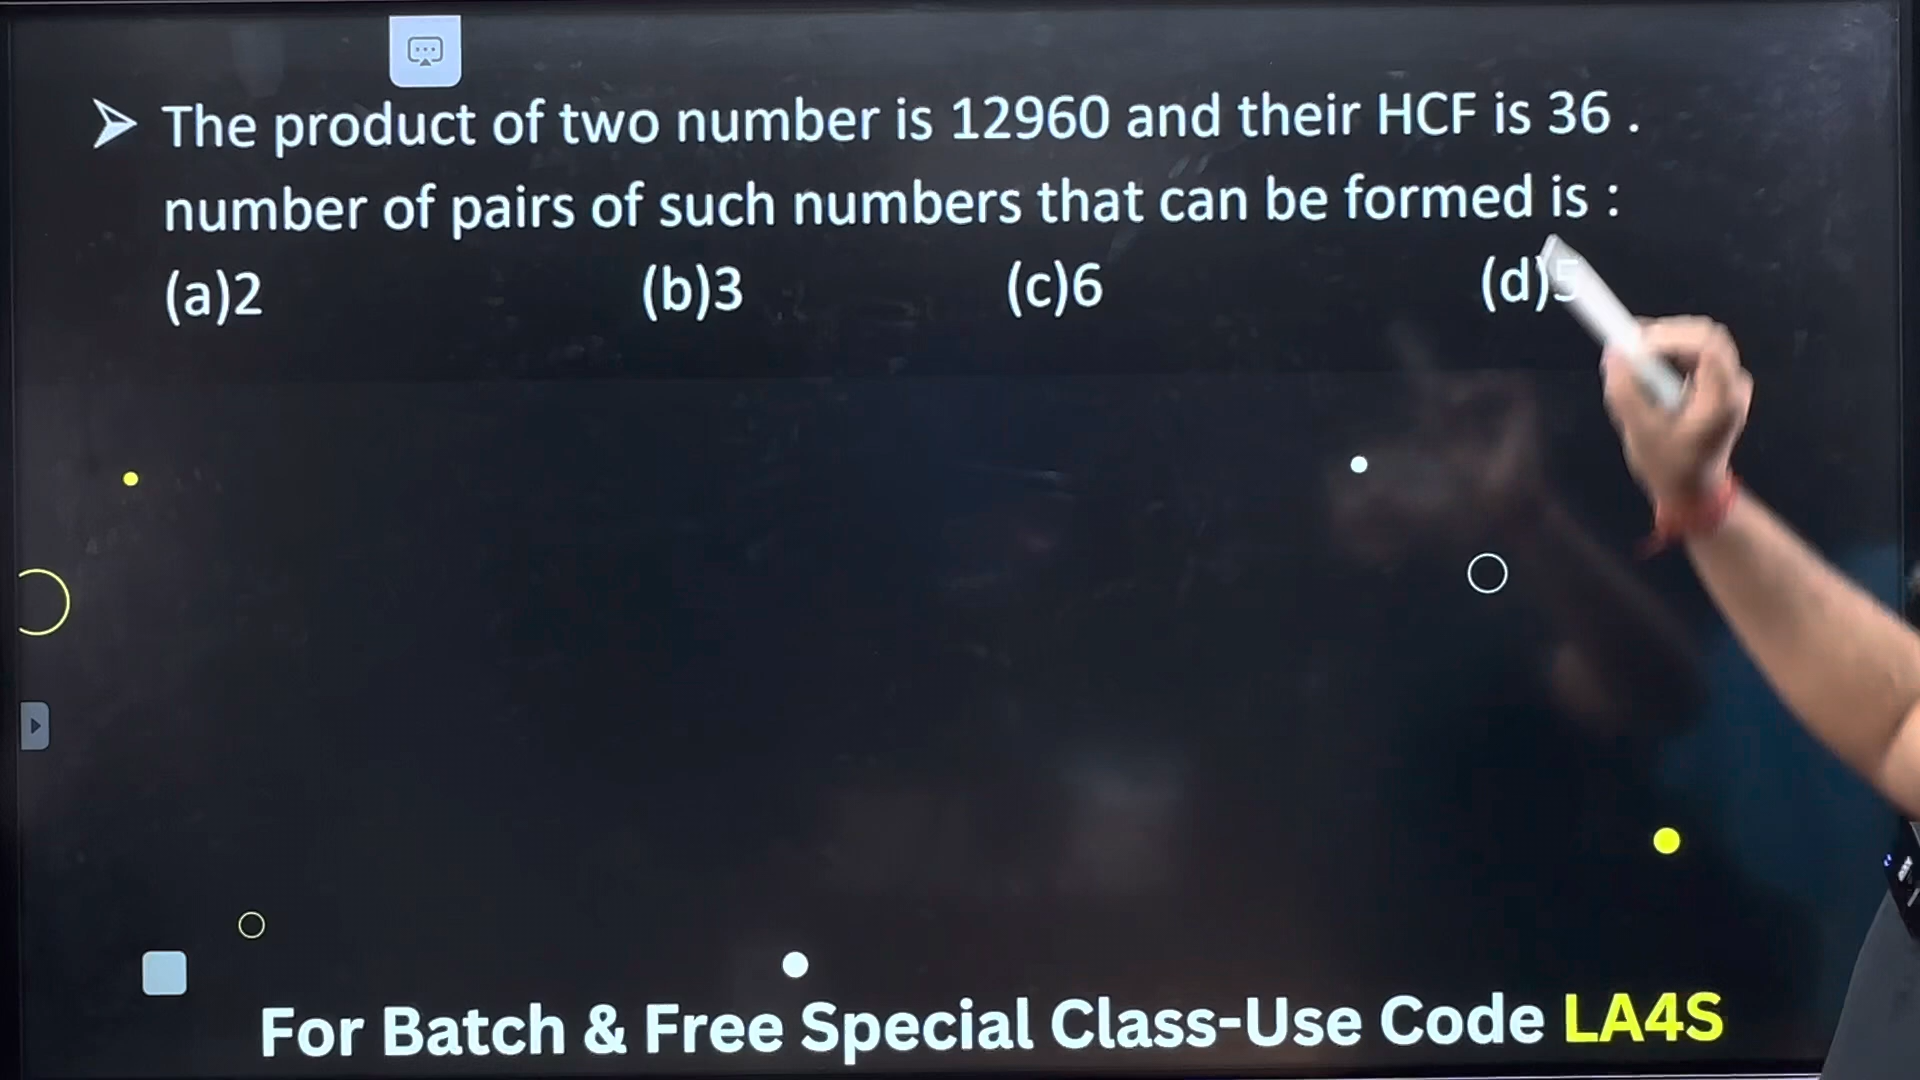 ➤ The product of two number is 12960 and their HCF is 36 .
number of pairs of such numbers that can be formed is :
(a)2 (b)3 (c)6 (d)5
For Batch & Free Special Class-Use Code LA4S